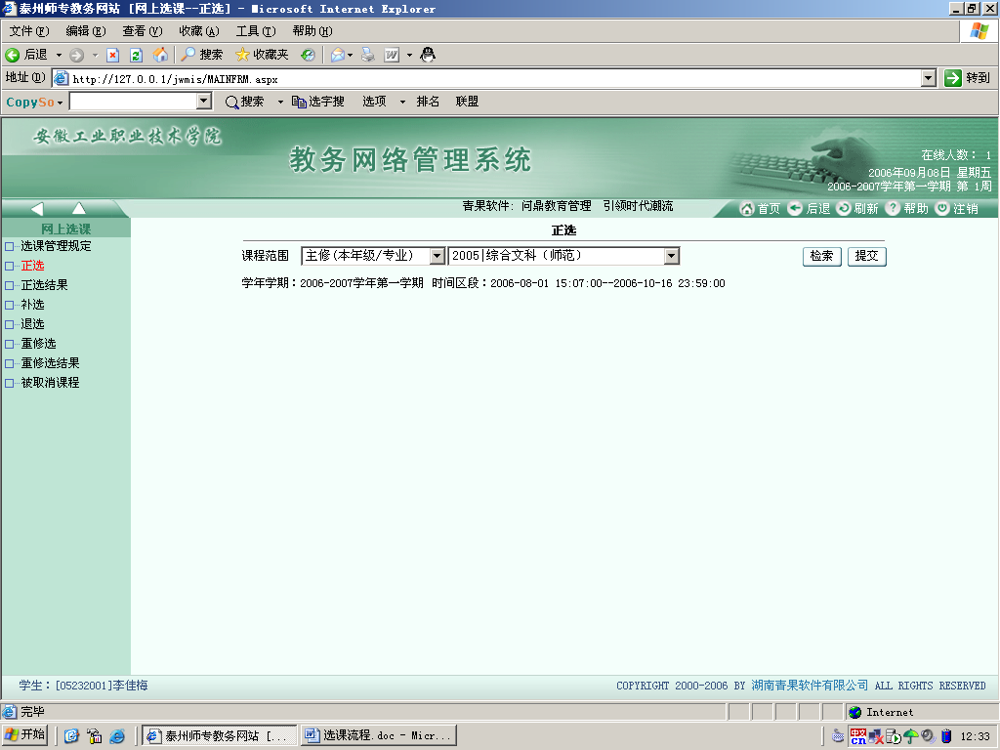 泰州师专教务网站 [网上选课--正选] - Microsoft Internet Explorer
文件(F) 编辑(E) 查看(V) 收藏(A) 工具(T) 帮助(H)
后退 搜索 收藏夹
地址(D) http://127.0.0.1/jwmis/MAINFRM.aspx 转到
CopySo 搜索 选字搜 选项 排名 联盟
安徽工业职业技术学院
教务网络管理系统
在线人数： 1
2006年09月08日 星期五
2006-2007学年第一学期 第 1周
青果软件: 问鼎教育管理 引领时代潮流 首页 后退 刷新 帮助 注销
网上选课
选课管理规定
正选
正选结果
补选
退选
重修选
重修选结果
被取消课程
正选
课程范围 主修(本年级/专业) 2005|综合文科（师范） 检索 提交
学年学期：2006-2007学年第一学期 时间区段：2006-08-01 15:07:00--2006-10-16 23:59:00
学生：[05232001]李佳梅 COPYRIGHT 2000-2006 BY 湖南青果软件有限公司 ALL RIGHTS RESERVED
完毕 Internet
开始 泰州师专教务网站 [... 选课流程.doc - Micr... CN 12:33